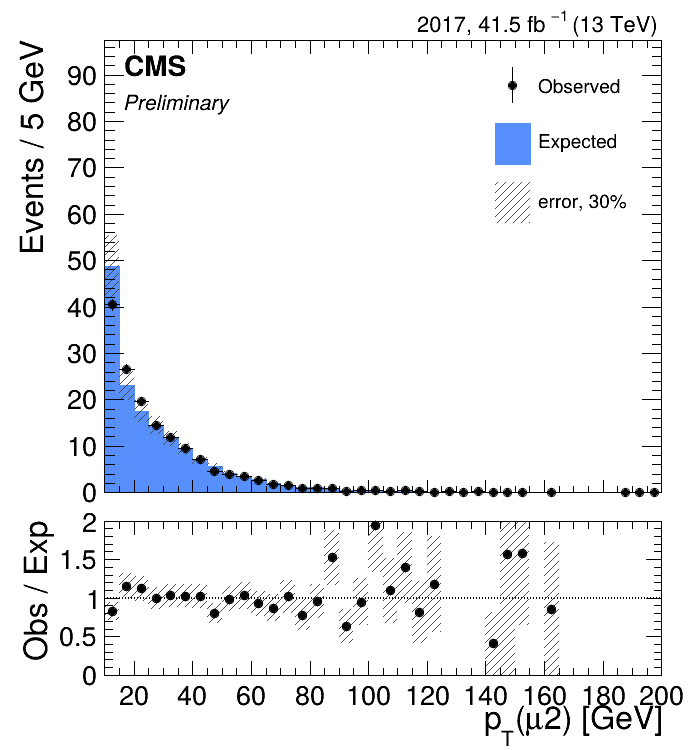 2017, 41.5 fb⁻¹ (13 TeV)
CMS
Preliminary
Observed
Expected
error, 30%
Events / 5 GeV
90
80
70
60
50
40
30
20
10
0
Obs / Exp
2
1.5
1
0.5
0
20 40 60 80 100 120 140 160 180 200
p_T(μ2) [GeV]